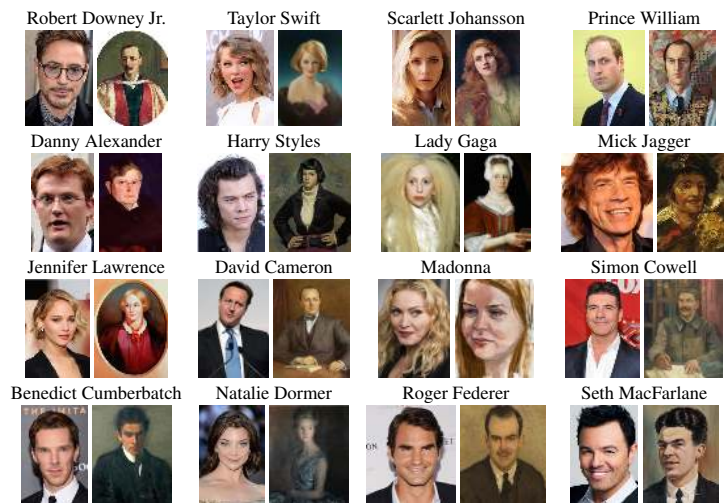 Robert Downey Jr. Taylor Swift Scarlett Johansson Prince William
Danny Alexander Harry Styles Lady Gaga Mick Jagger
Jennifer Lawrence David Cameron Madonna Simon Cowell
Benedict Cumberbatch Natalie Dormer Roger Federer Seth MacFarlane
THE IMITA